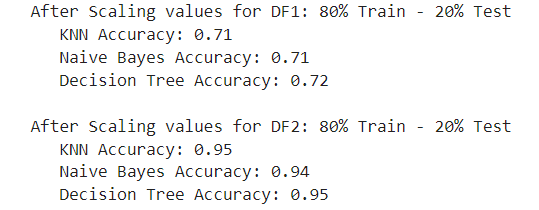 After Scaling values for DF1: 80% Train - 20% Test
KNN Accuracy: 0.71
Naive Bayes Accuracy: 0.71
Decision Tree Accuracy: 0.72
After Scaling values for DF2: 80% Train - 20% Test
KNN Accuracy: 0.95
Naive Bayes Accuracy: 0.94
Decision Tree Accuracy: 0.95